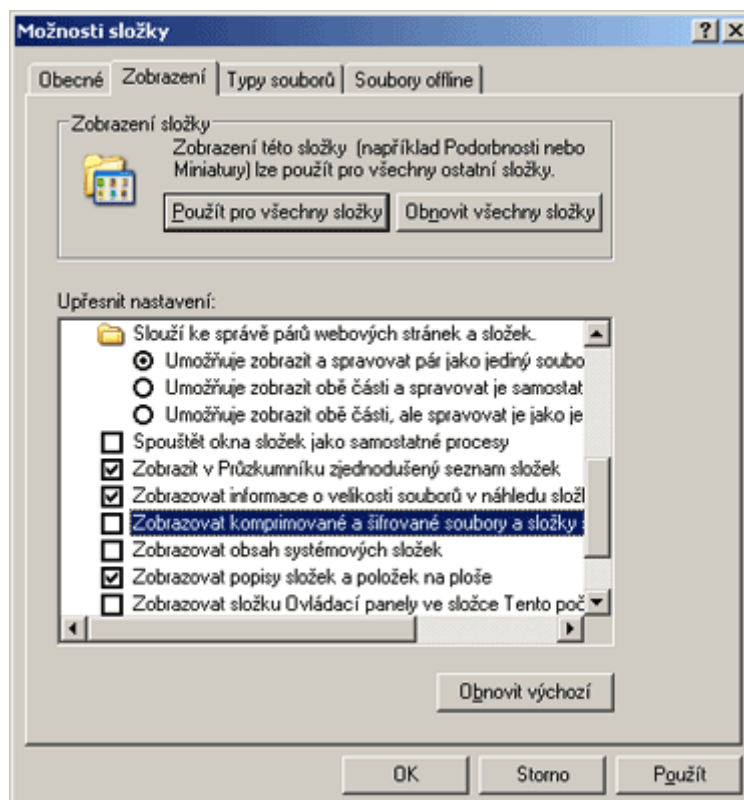 Možnosti složky
Obecné
Zobrazení
Typy souborů
Soubory offline
Zobrazení složky
Zobrazení této složky (například Podorbnosti nebo
Miniatury) lze použít pro všechny ostatní složky.
Použít pro všechny složky
Obnovit všechny složky
Upřesnit nastavení:
Slouží ke správě párů webových stránek a složek.
Umožňuje zobrazit a spravovat pár jako jediný soubo
Umožňuje zobrazit obě části a spravovat je samostat
Umožňuje zobrazit obě části, ale spravovat je jako je
Spouštět okna složek jako samostatné procesy
Zobrazit v Průzkumníku zjednodušený seznam složek
Zobrazovat informace o velikosti souborů v náhledu slož
Zobrazovat komprimované a šifrované soubory a složky
Zobrazovat obsah systémových složek
Zobrazovat popisy složek a položek na ploše
Zobrazovat složku Ovládací panely ve složce Tento poč
Obnovit výchozí
OK
Storno
Použít